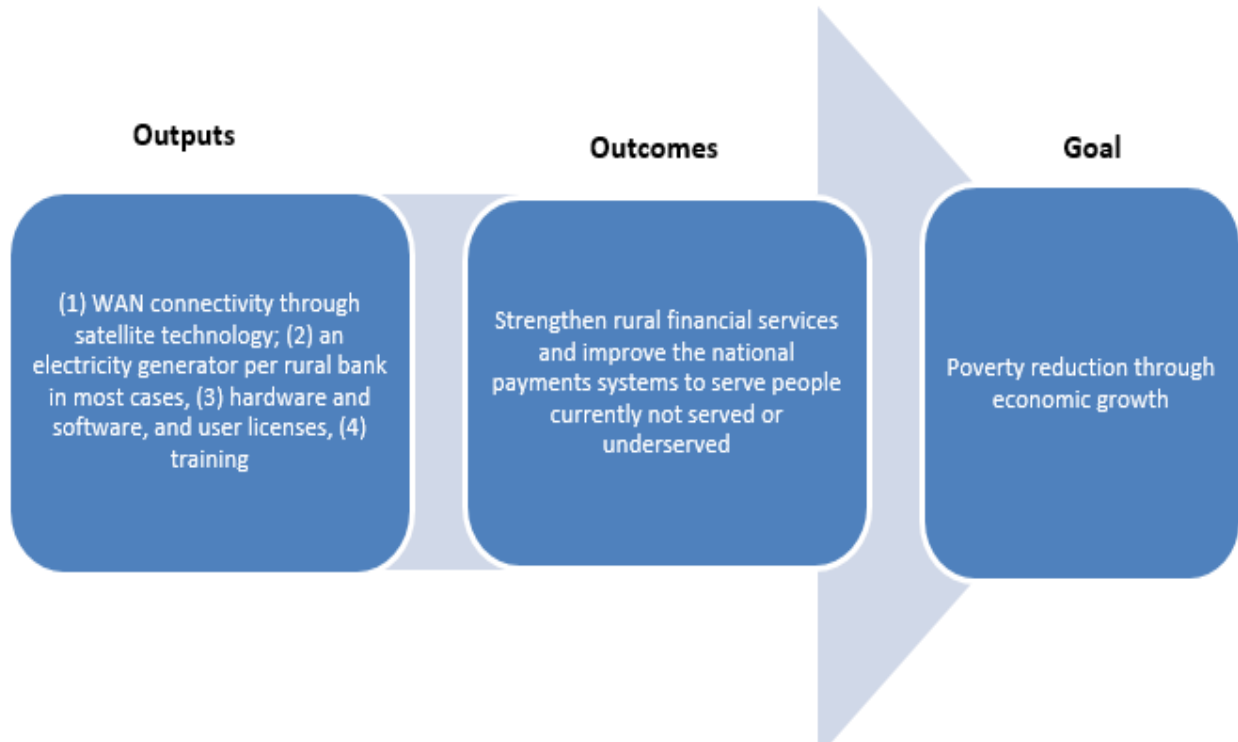 Outputs
(1) WAN connectivity through
satellite technology; (2) an
electricity generator per rural bank
in most cases, (3) hardware and
software, and user licenses, (4)
training
Outcomes
Strengthen rural financial services
and improve the national
payments systems to serve people
currently not served or
underserved
Goal
Poverty reduction through
economic growth